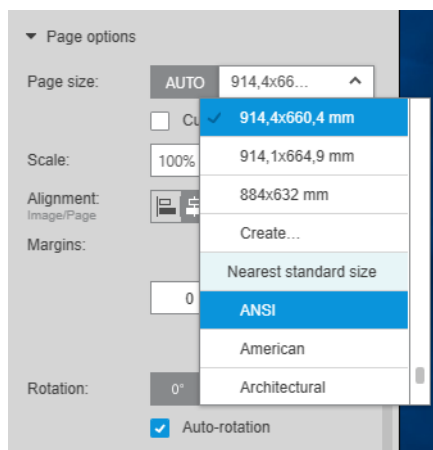 Page options
Page size:
AUTO
914,4x66...
914,4x660,4 mm
914,1x664,9 mm
884x632 mm
Create...
Nearest standard size
ANSI
American
Architectural
Scale:
100%
Alignment:
Image/Page
Margins:
0
Rotation:
0°
Auto-rotation